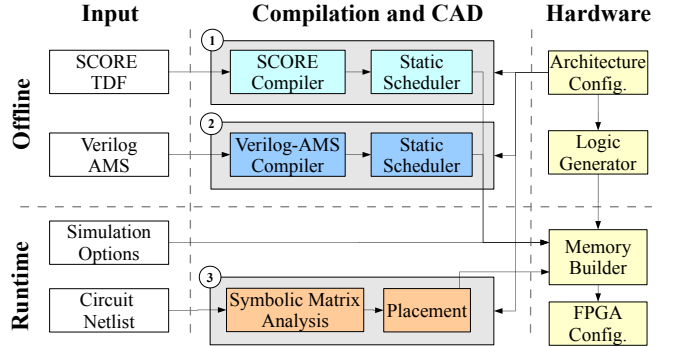 Input
Compilation and CAD
Hardware
Offline
Runtime
1
SCORE
TDF
SCORE
Compiler
Static
Scheduler
Architecture
Config.
2
Verilog
AMS
Verilog-AMS
Compiler
Static
Scheduler
Logic
Generator
Simulation
Options
Memory
Builder
3
Circuit
Netlist
Symbolic Matrix
Analysis
Placement
FPGA
Config.